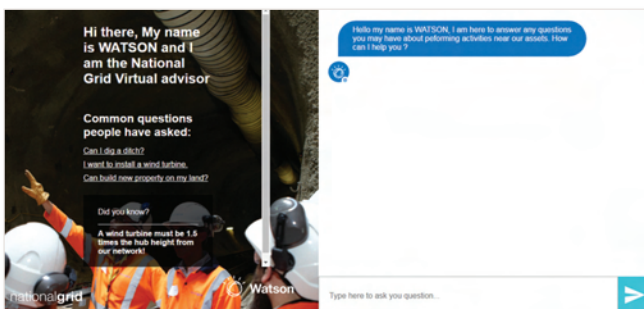 Hi there, My name
is WATSON and I
am the National
Grid Virtual advisor
Common questions
people have asked:
Can I dig a ditch?
I want to install a wind turbine.
Can build new property on my land?
Did you know?
A wind turbine must be 1.5
times the hub height from
our network!
nationalgrid
Watson
Hello my name is WATSON, I am here to answer any questions
you may have about peforming activities near our assets. How
can I help you ?
Type here to ask you question...